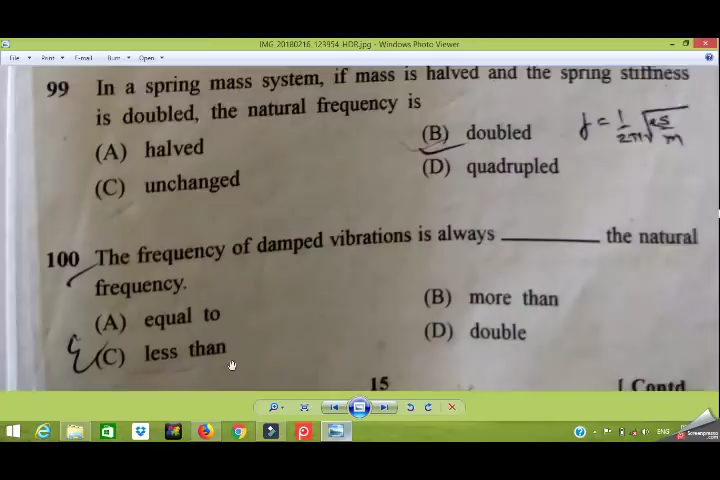 IMG_20180216_123954_HDR.jpg - Windows Photo Viewer
File Print E-mail Burn Open
99 In a spring mass system, if mass is halved and the spring stiffness
is doubled, the natural frequency is
(A) halved
(B) doubled
(C) unchanged
(D) quadrupled
f = 1/2π √
m
100 The frequency of damped vibrations is always ________ the natural
frequency.
(A) equal to
(B) more than
(C) less than
(D) double
15
[ Contd
ENG
Screenpresso
.com